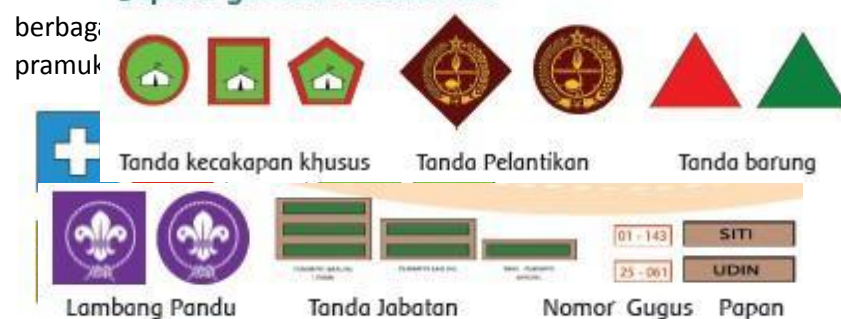 berbaga
pramuk
Tanda kecakapan khusus Tanda Pelantikan Tanda barung
01 - 143 SITI
25 - 061 UDIN
Lambang Pandu Tanda Jabatan Nomor Gugus Papan